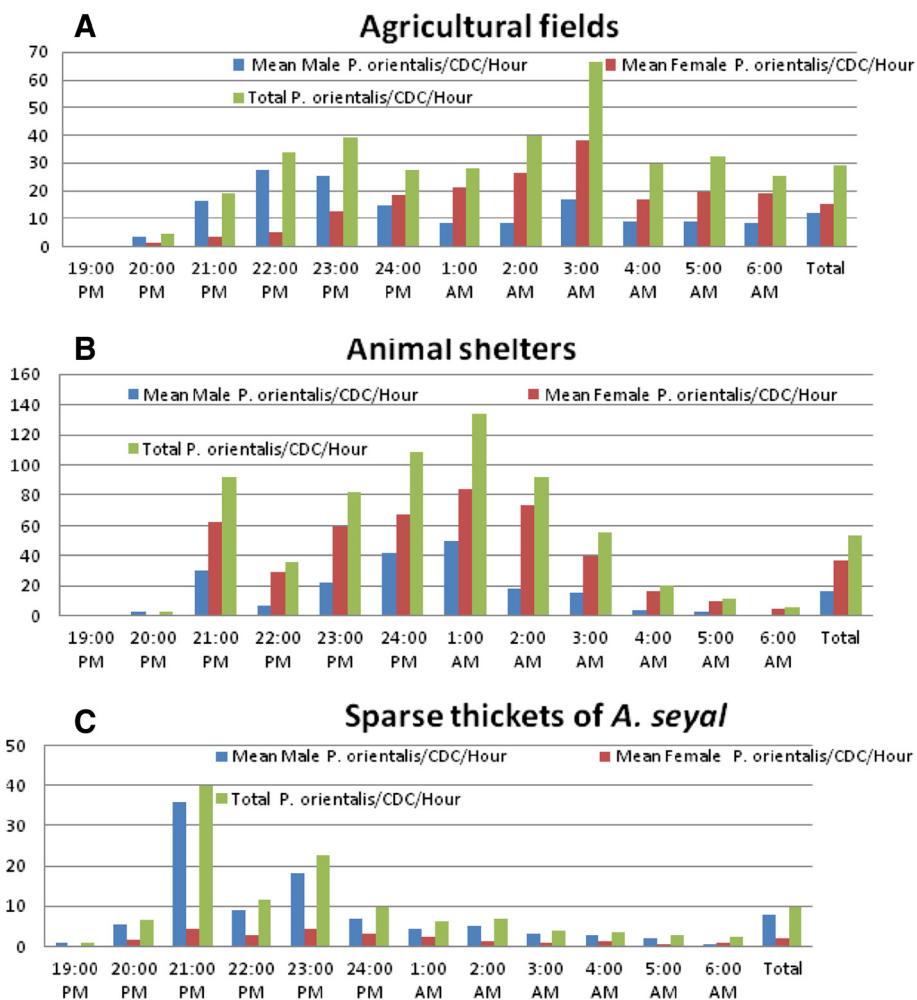 A Agricultural fields
Mean Male P. orientalis/CDC/Hour Mean Female P. orientalis/CDC/Hour
Total P. orientalis/CDC/Hour
70
60
50
40
30
20
10
0
19:00 20:00 21:00 22:00 23:00 24:00 1:00 2:00 3:00 4:00 5:00 6:00 Total
PM PM PM PM PM PM AM AM AM AM AM AM
B Animal shelters
Mean Male P. orientalis/CDC/Hour Mean Female P. orientalis/CDC/Hour
Total P. orientalis/CDC/Hour
160
140
120
100
80
60
40
20
0
19:00 20:00 21:00 22:00 23:00 24:00 1:00 2:00 3:00 4:00 5:00 6:00 Total
PM PM PM PM PM PM AM AM AM AM AM AM
C Sparse thickets of A. seyal
Mean Male P. orientalis/CDC/Hour Mean Female P. orientalis/CDC/Hour
Total P. orientalis/CDC/Hour
50
40
30
20
10
0
19:00 20:00 21:00 22:00 23:00 24:00 1:00 2:00 3:00 4:00 5:00 6:00 Total
PM PM PM PM PM PM AM AM AM AM AM AM